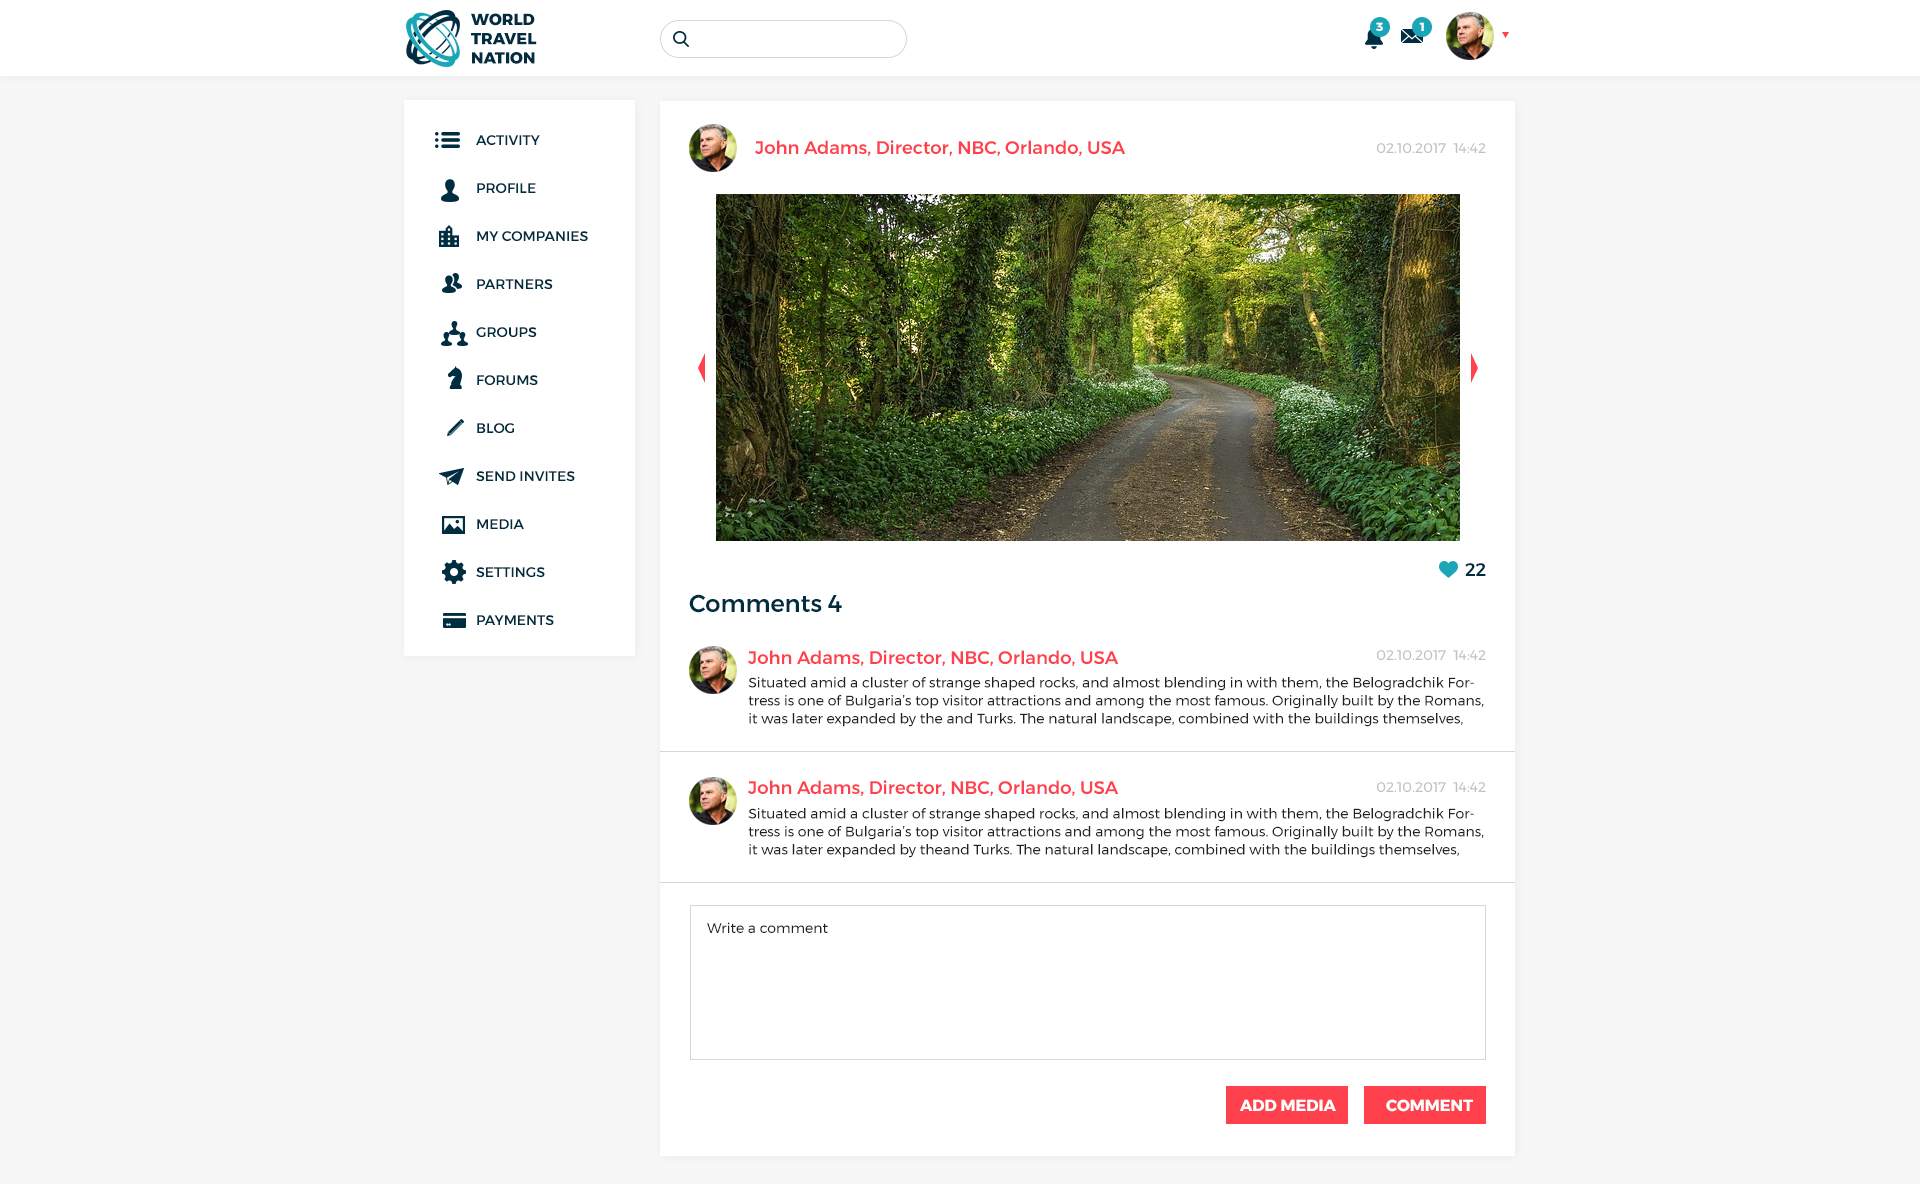 WORLD
TRAVEL
NATION
3
1
ACTIVITY
PROFILE
MY COMPANIES
PARTNERS
GROUPS
FORUMS
BLOG
SEND INVITES
MEDIA
SETTINGS
PAYMENTS
John Adams, Director, NBC, Orlando, USA
02.10.2017 14:42
22
Comments 4
John Adams, Director, NBC, Orlando, USA
02.10.2017 14:42
Situated amid a cluster of strange shaped rocks, and almost blending in with them, the Belogradchik For-
tress is one of Bulgaria's top visitor attractions and among the most famous. Originally built by the Romans,
it was later expanded by the and Turks. The natural landscape, combined with the buildings themselves,
John Adams, Director, NBC, Orlando, USA
02.10.2017 14:42
Situated amid a cluster of strange shaped rocks, and almost blending in with them, the Belogradchik For-
tress is one of Bulgaria's top visitor attractions and among the most famous. Originally built by the Romans,
it was later expanded by theand Turks. The natural landscape, combined with the buildings themselves,
Write a comment
ADD MEDIA
COMMENT